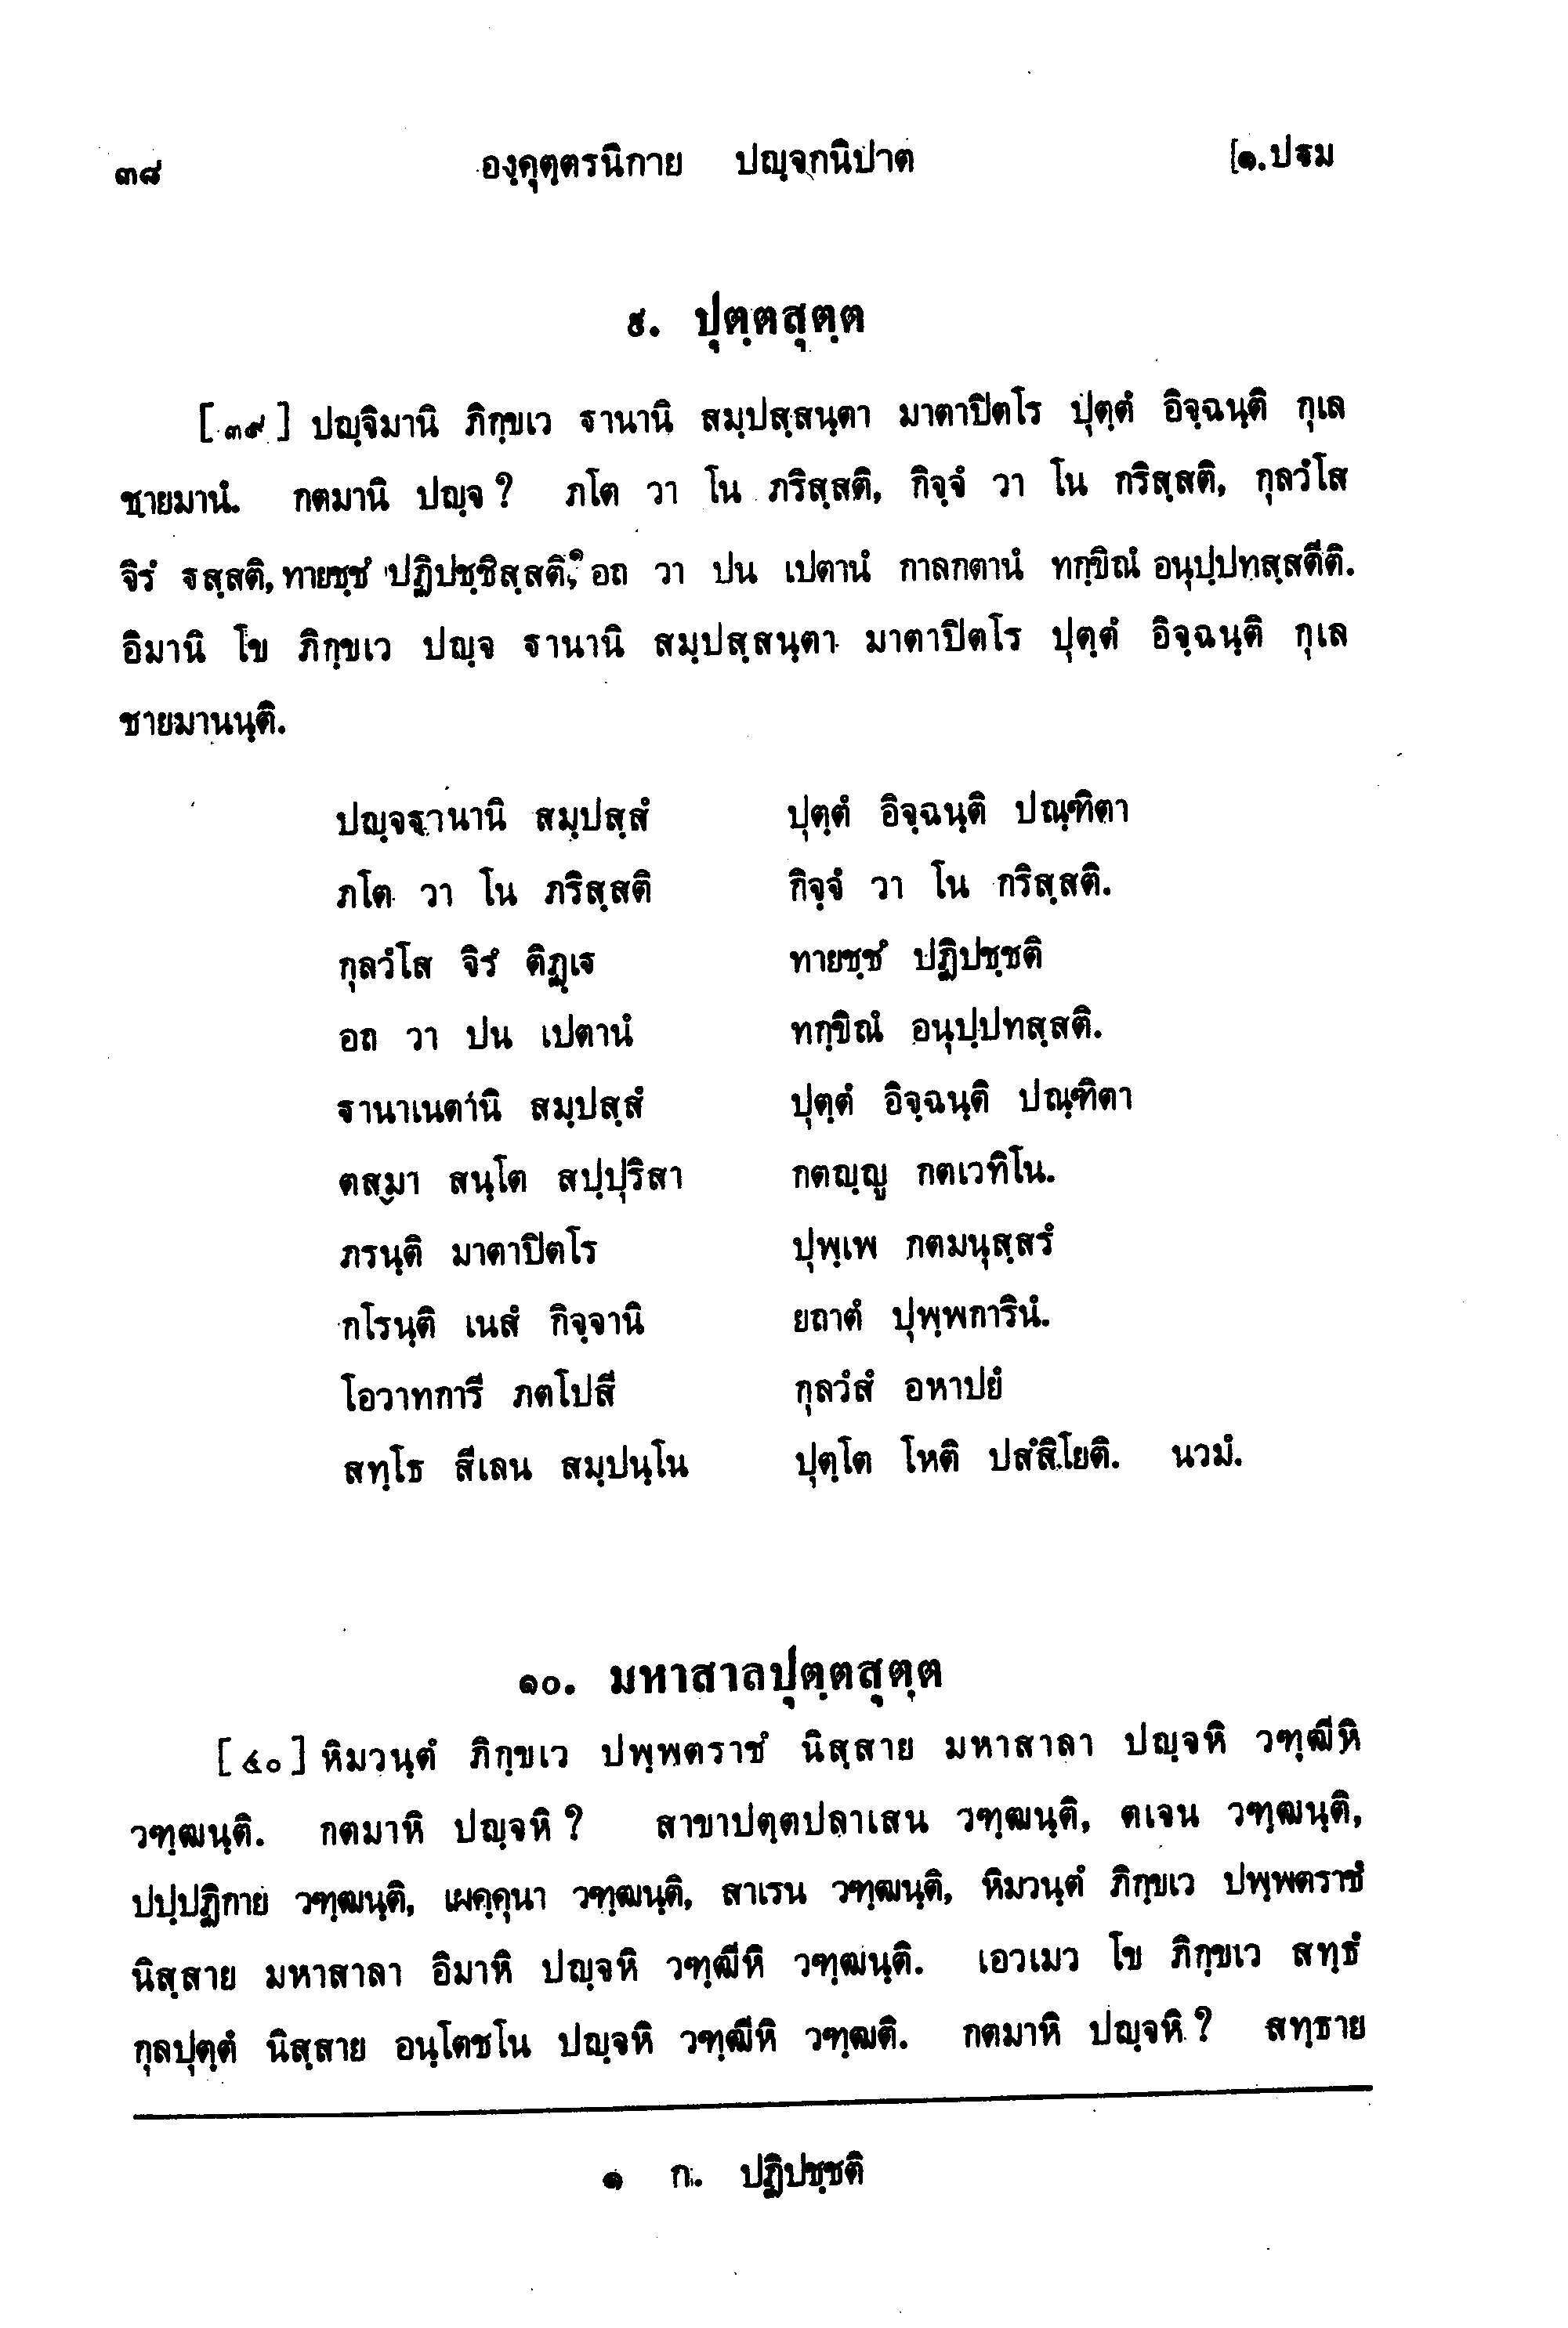 ๓๘ องฺคุตฺตรนิกาย ปญฺจกนิปาต [๑.ปฐม
๙. ปุตฺตสุตฺต
[๓๙] ปญฺจิมานิ ภิกฺขเว ฐานานิ สมฺปสฺสนฺตา มาตาปิตโร ปุตฺตํ อิจฺฉนฺติ กุเล
ชายมานํ. กตมานิ ปญฺจ ? ภโต วา โน ภริสฺสติ, กิจฺจํ วา โน กริสฺสติ, กุลวํโส
จิรํ ฐสฺสติ, ทายชฺชํ ปฏิปชฺชิสฺสติ,๑ อถ วา ปน เปตานํ กาลกตานํ ทกฺขิณํ อนุปฺปทสฺสตีติ.
อิมานิ โข ภิกฺขเว ปญฺจ ฐานานิ สมฺปสฺสนฺตา มาตาปิตโร ปุตฺตํ อิจฺฉนฺติ กุเล
ชายมานนฺติ.
ปญฺจฐานานิ สมฺปสฺสํ ปุตฺตํ อิจฺฉนฺติ ปณฺฑิตา
ภโต วา โน ภริสฺสติ กิจฺจํ วา โน กริสฺสติ.
กุลวํโส จิรํ ติฏฺเฐ ทายชฺชํ ปฏิปชฺชติ
อถ วา ปน เปตานํ ทกฺขิณํ อนุปฺปทสฺสติ.
ฐานาเนตานิ สมฺปสฺสํ ปุตฺตํ อิจฺฉนฺติ ปณฺฑิตา
ตสฺมา สนฺโต สปฺปุริสา กตญฺญู กตเวทิโน.
ภรนฺติ มาตาปิตโร ปุพฺเพ กตมนุสฺสรํ
กโรนฺติ เนสํ กิจฺจานิ ยถาตํ ปุพฺพการินํ.
โอวาทการี ภตโปสี กุลวํสํ อหาปยํ
สทฺโธ สีเลน สมฺปนฺโน ปุตฺโต โหติ ปสํสิโยติ. นวมํ.
๑๐. มหาสาลปุตฺตสุตฺต
[๔๐] หิมวนฺตํ ภิกฺขเว ปพฺพตราชํ นิสฺสาย มหาสาลา ปญฺจหิ วฑฺฒีหิ
วฑฺฒนฺติ. กตมาหิ ปญฺจหิ ? สาขาปตฺตปลาเสน วฑฺฒนฺติ, ตเจน วฑฺฒนฺติ,
ปปฺปฏิกาย วฑฺฒนฺติ, เผคฺคุนา วฑฺฒนฺติ, สาเรน วฑฺฒนฺติ, หิมวนฺตํ ภิกฺขเว ปพฺพตราชํ
นิสฺสาย มหาสาลา อิมาหิ ปญฺจหิ วฑฺฒีหิ วฑฺฒนฺติ. เอวเมว โข ภิกฺขเว สทฺธํ
กุลปุตฺตํ นิสฺสาย อนฺโตชโน ปญฺจหิ วฑฺฒีหิ วฑฺฒติ. กตมาหิ ปญฺจหิ ? สทฺธาย
๑ ก. ปฏิปชฺชติ